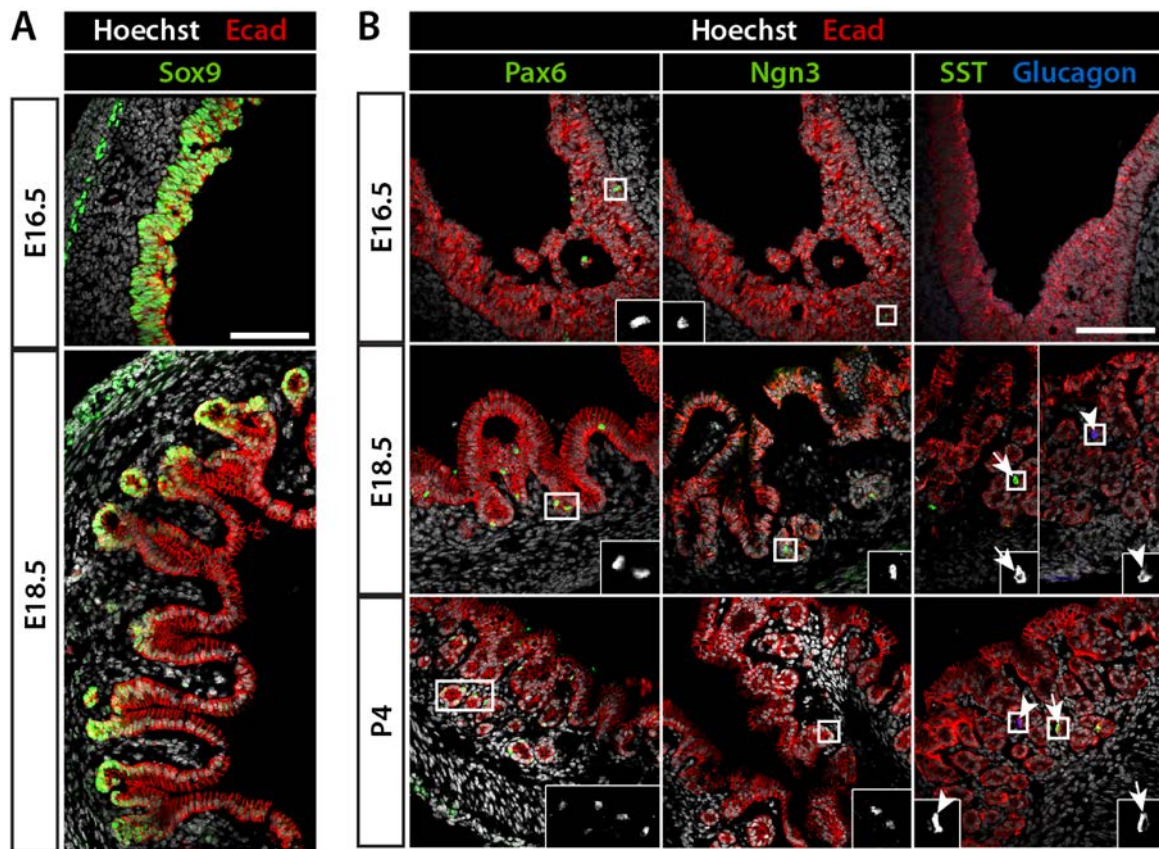 A
Hoechst Ecad
Sox9
E16.5
E18.5
B
Hoechst Ecad
Pax6
Ngn3
SST Glucagon
E16.5
E18.5
P4